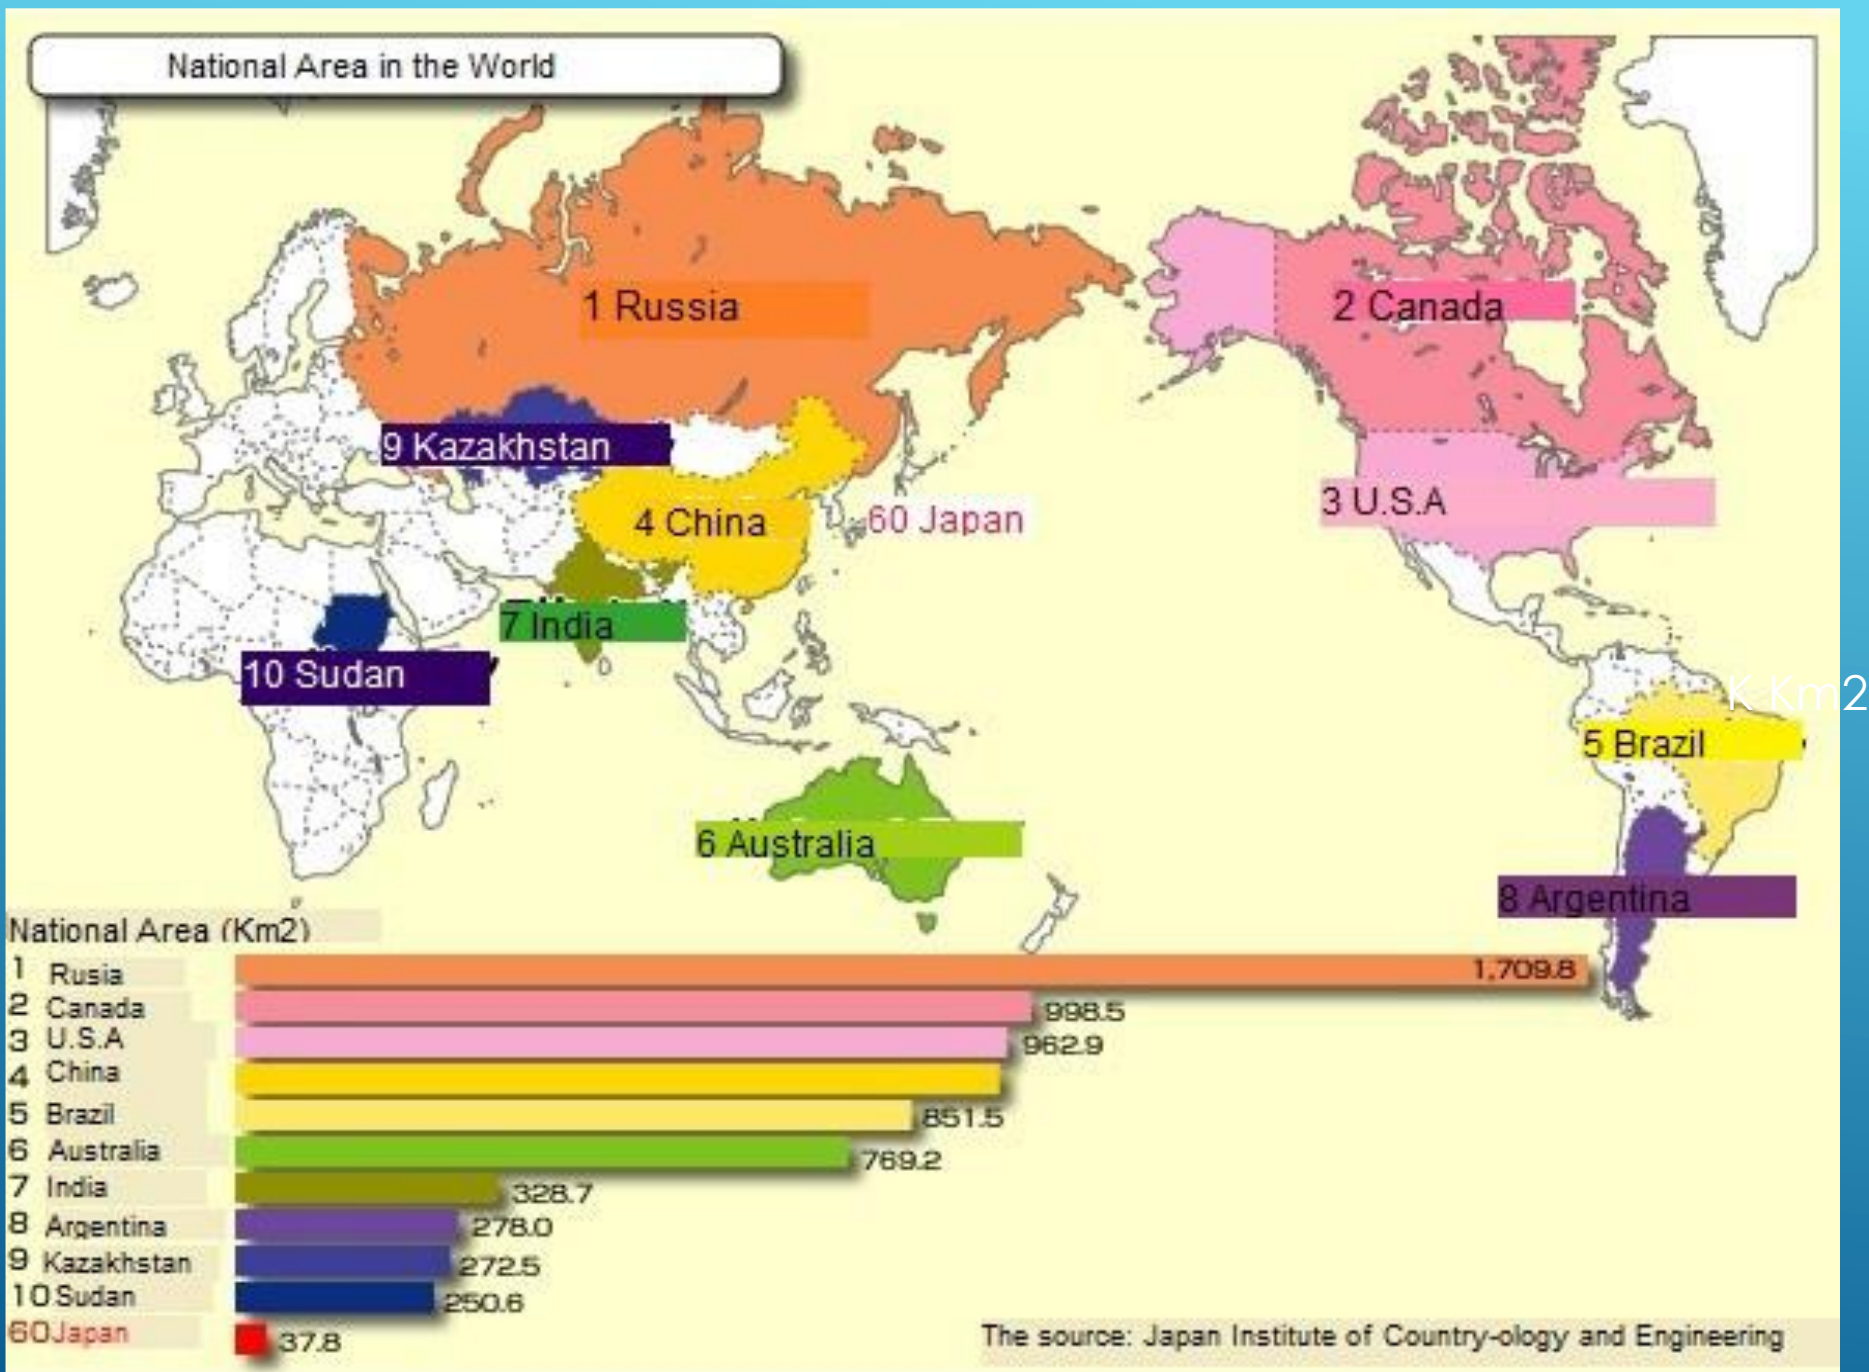 National Area in the World
1 Russia
2 Canada
9 Kazakhstan
3 U.S.A
4 China
60 Japan
7 India
10 Sudan
K Km2
5 Brazil
6 Australia
8 Argentina
National Area (Km2)
1 Rusia 1,709.8
2 Canada 998.5
3 U.S.A 962.9
4 China
5 Brazil 851.5
6 Australia 769.2
7 India 328.7
8 Argentina 278.0
9 Kazakhstan 272.5
10 Sudan 250.6
60 Japan 37.8
The source: Japan Institute of Country-ology and Engineering